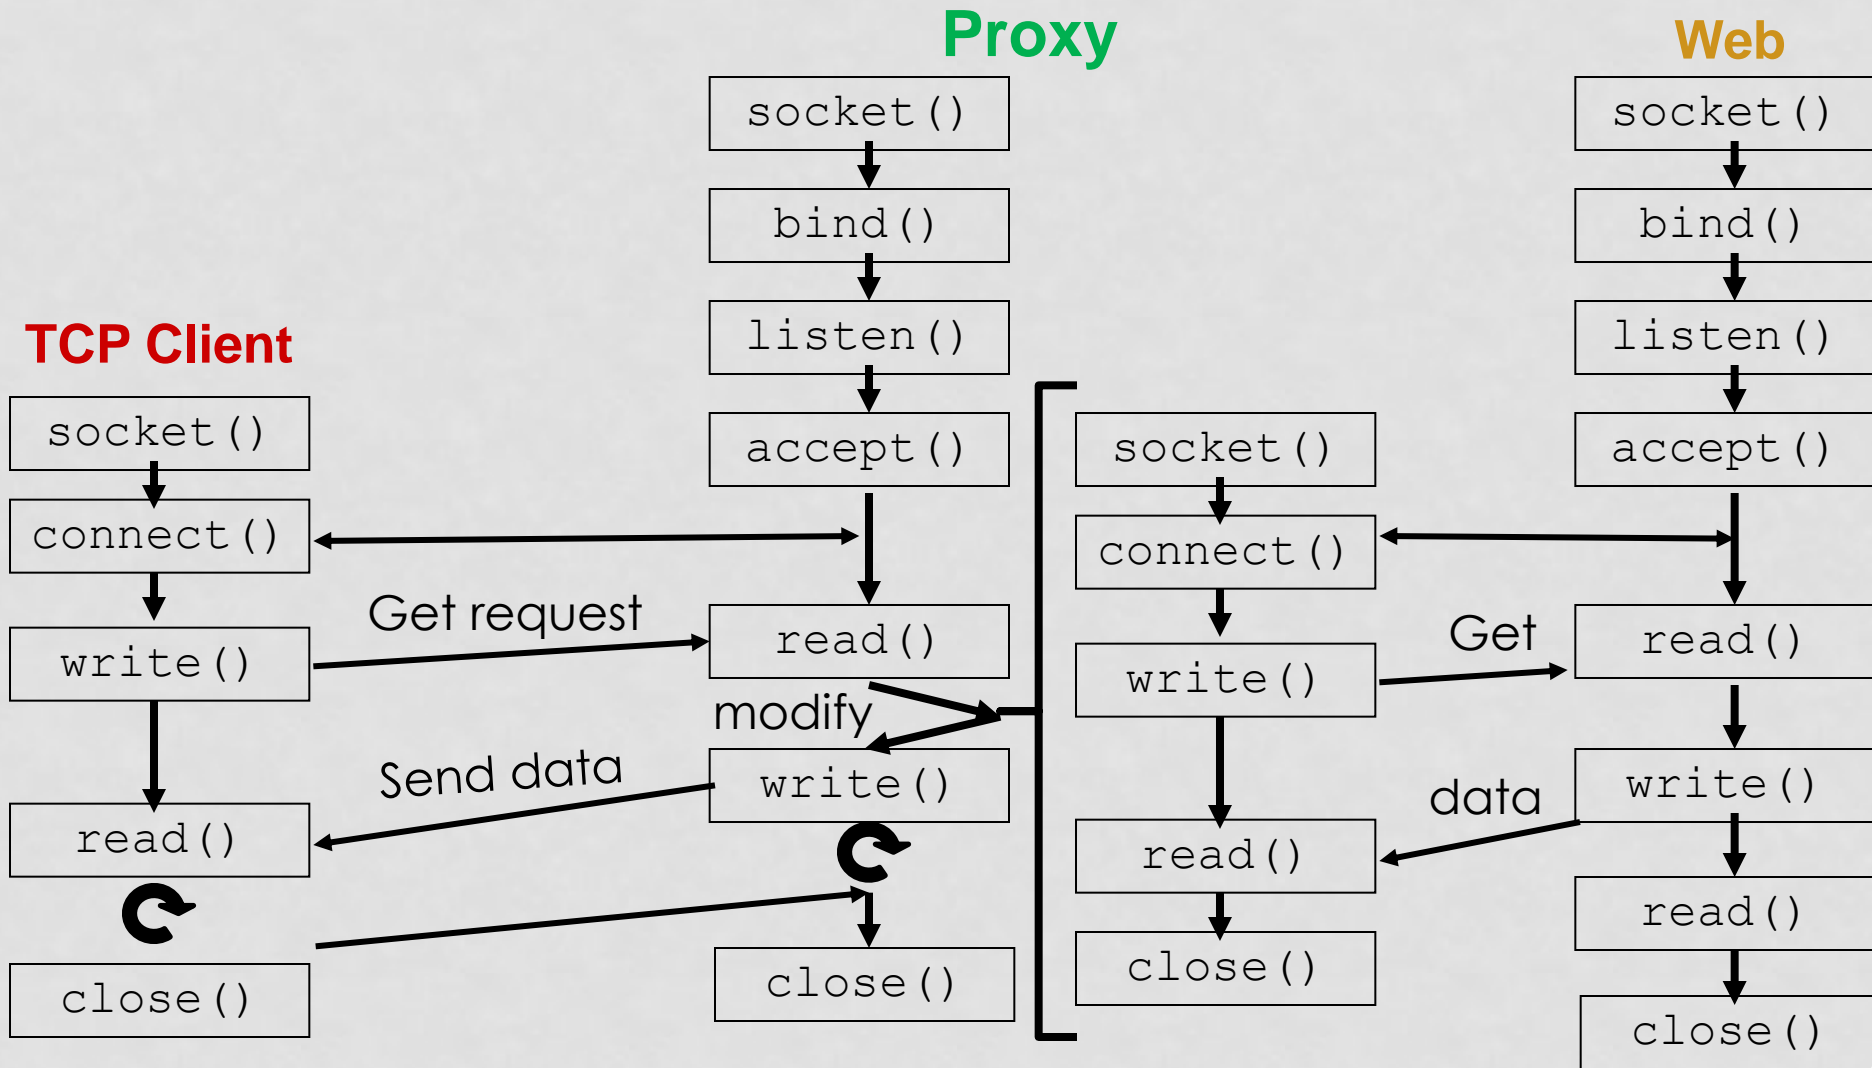 Proxy
Web
TCP Client
socket()
connect()
write()
read()
close()
Get request
Send data
socket()
bind()
listen()
accept()
read()
modify
write()
close()
socket()
connect()
write()
read()
close()
Get
data
socket()
bind()
listen()
accept()
read()
write()
read()
close()